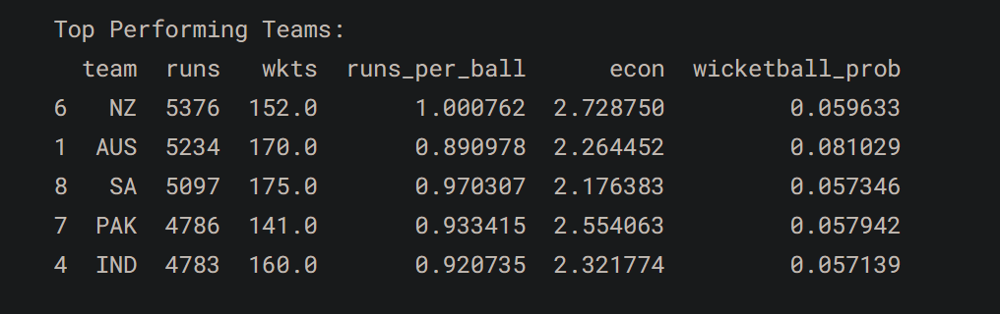 Top Performing Teams:
team runs wkts runs_per_ball econ wicketball_prob
6 NZ 5376 152.0 1.000762 2.728750 0.059633
1 AUS 5234 170.0 0.890978 2.264452 0.081029
8 SA 5097 175.0 0.970307 2.176383 0.057346
7 PAK 4786 141.0 0.933415 2.554063 0.057942
4 IND 4783 160.0 0.920735 2.321774 0.057139